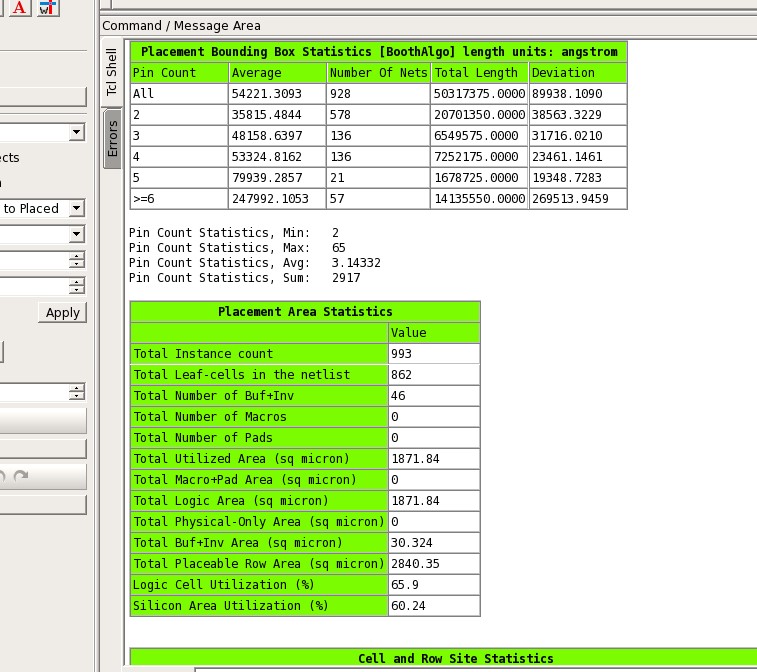 A wT
Command / Message Area
Tcl Shell
Errors
ects
to Placed
Apply
Placement Bounding Box Statistics [BoothAlgo] length units: angstrom
Pin Count Average Number Of Nets Total Length Deviation
All 54221.3093 928 50317375.0000 89938.1090
2 35815.4844 578 20701350.0000 38563.3229
3 48158.6397 136 6549575.0000 31716.0210
4 53324.8162 136 7252175.0000 23461.1461
5 79939.2857 21 1678725.0000 19348.7283
>=6 247992.1053 57 14135550.0000 269513.9459
Pin Count Statistics, Min: 2
Pin Count Statistics, Max: 65
Pin Count Statistics, Avg: 3.14332
Pin Count Statistics, Sum: 2917
Placement Area Statistics
Value
Total Instance count 993
Total Leaf-cells in the netlist 862
Total Number of Buf+Inv 46
Total Number of Macros 0
Total Number of Pads 0
Total Utilized Area (sq micron) 1871.84
Total Macro+Pad Area (sq micron) 0
Total Logic Area (sq micron) 1871.84
Total Physical-Only Area (sq micron) 0
Total Buf+Inv Area (sq micron) 30.324
Total Placeable Row Area (sq micron) 2840.35
Logic Cell Utilization (%) 65.9
Silicon Area Utilization (%) 60.24
Cell and Row Site Statistics